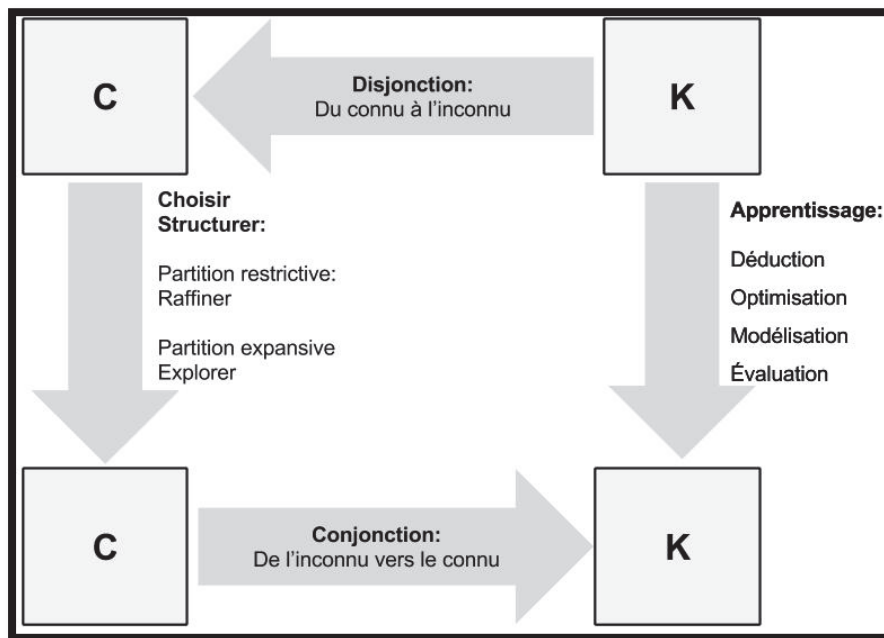 C
Disjonction:
Du connu à l'inconnu
K
Choisir
Structurer:
Partition restrictive:
Raffiner
Partition expansive
Explorer
Apprentissage:
Déduction
Optimisation
Modélisation
Évaluation
C
Conjonction:
De l'inconnu vers le connu
K